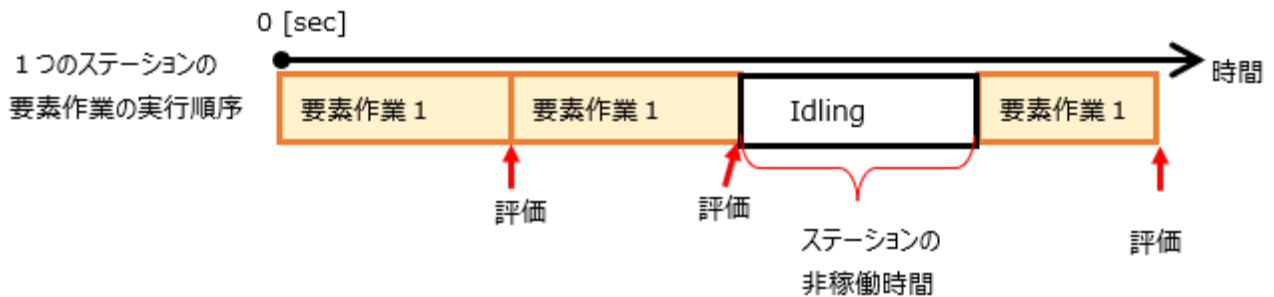 0 [sec]
１つのステーションの
要素作業の実行順序
時間
要素作業１
要素作業１
Idling
要素作業１
評価
評価
ステーションの
非稼働時間
評価